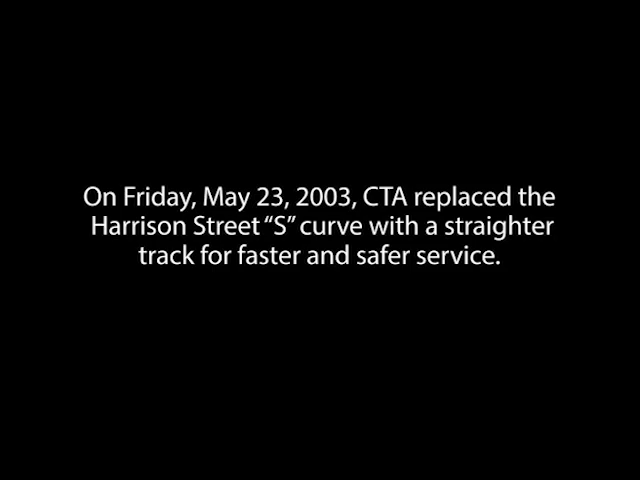 On Friday, May 23, 2003, CTA replaced the
Harrison Street “S” curve with a straighter
track for faster and safer service.